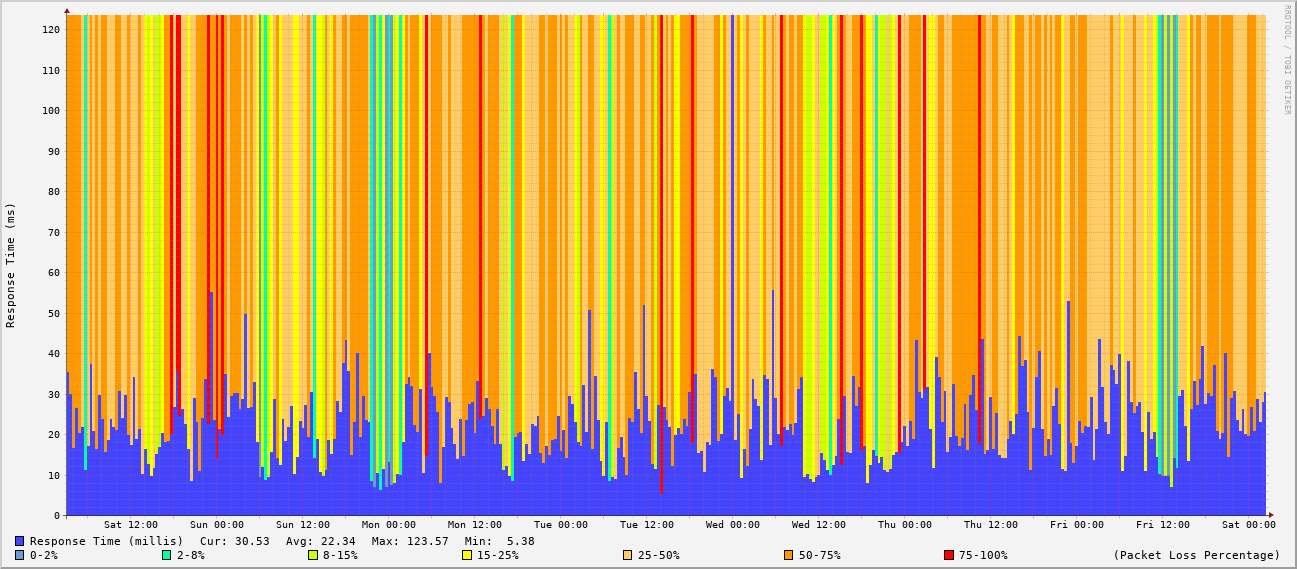 RRDTOOL / TOBI OETIKER
Response Time (ms)
120
110
100
90
80
70
60
50
40
30
20
10
0
Sat 12:00 Sun 00:00 Sun 12:00 Mon 00:00 Mon 12:00 Tue 00:00 Tue 12:00 Wed 00:00 Wed 12:00 Thu 00:00 Thu 12:00 Fri 00:00 Fri 12:00 Sat 00:00
Response Time (millis) Cur: 30.53 Avg: 22.34 Max: 123.57 Min: 5.38
0-2% 2-8% 8-15% 15-25% 25-50% 50-75% 75-100% (Packet Loss Percentage)